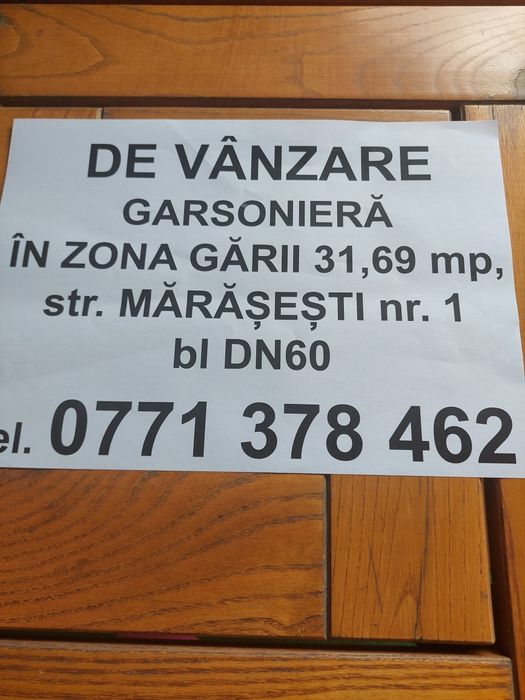 DE VÂNZARE
GARSONIERĂ
ÎN ZONA GĂRII 31,69 mp,
str. MĂRĂȘEȘTI nr. 1
bl DN60
el. 0771 378 462